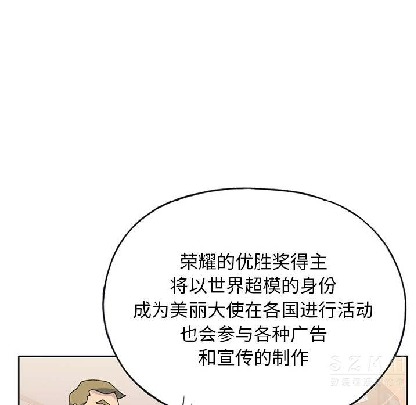 荣耀的优胜奖得主
将以世界超模的身份
成为美丽大使在各国进行活动
也会参与各种广告
和宣传的制作